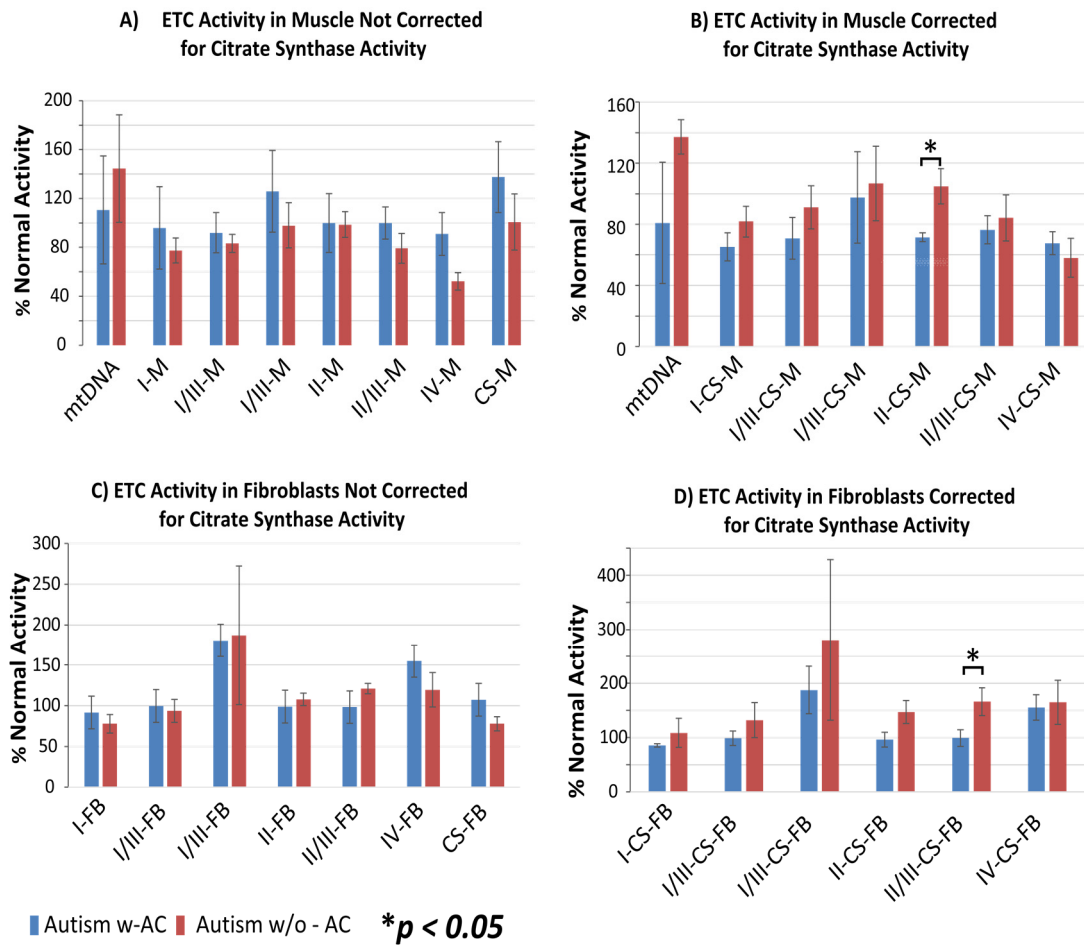 A) ETC Activity in Muscle Not Corrected
for Citrate Synthase Activity
% Normal Activity
200
160
120
80
40
0
mtDNA
I-M
I/III-M
I/III-M
II-M
II/III-M
IV-M
CS-M
B) ETC Activity in Muscle Corrected
for Citrate Synthase Activity
% Normal Activity
160
120
80
40
0
*
mtDNA
I-CS-M
I/III-CS-M
I/III-CS-M
II-CS-M
II/III-CS-M
IV-CS-M
C) ETC Activity in Fibroblasts Not Corrected
for Citrate Synthase Activity
% Normal Activity
300
250
200
150
100
50
0
I-FB
I/III-FB
I/III-FB
II-FB
II/III-FB
IV-FB
CS-FB
D) ETC Activity in Fibroblasts Corrected
for Citrate Synthase Activity
% Normal Activity
400
300
200
100
0
*
I-CS-FB
I/III-CS-FB
I/III-CS-FB
II-CS-FB
II/III-CS-FB
IV-CS-FB
Autism w-AC Autism w/o - AC *p < 0.05